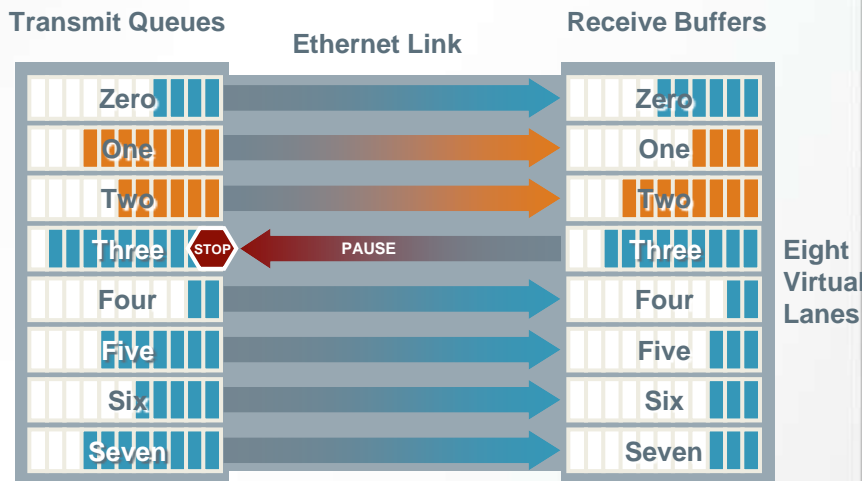 Transmit Queues
Ethernet Link
Receive Buffers
Zero
Zero
One
One
Two
Two
Three
STOP
PAUSE
Three
Four
Four
Five
Five
Six
Six
Seven
Seven
Eight
Virtual
Lanes